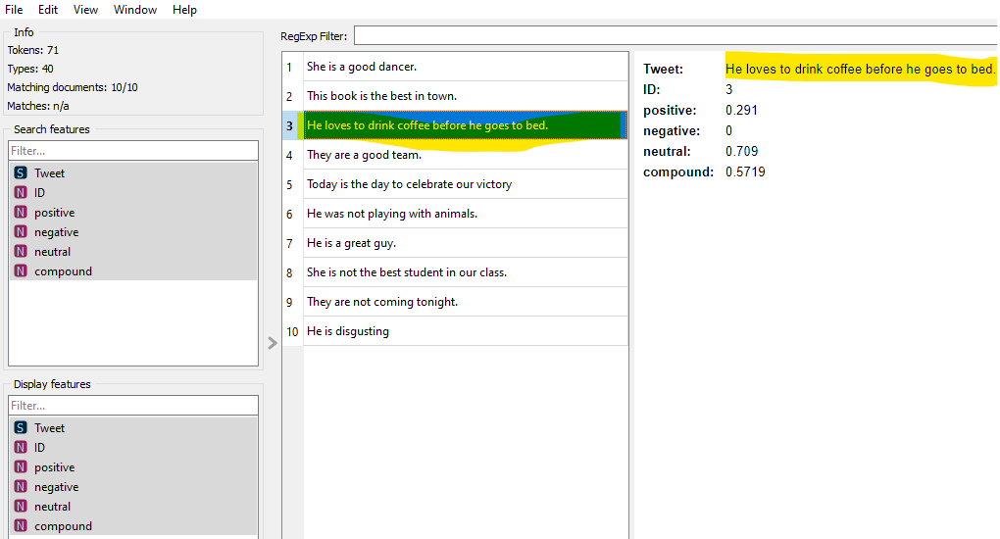 File Edit View Window Help
Info
Tokens: 71
Types: 40
Matching documents: 10/10
Matches: n/a
Search features
Filter...
S Tweet
N ID
N positive
N negative
N neutral
N compound
Display features
Filter...
S Tweet
N ID
N positive
N negative
N neutral
N compound
RegExp Filter:
1 She is a good dancer.
2 This book is the best in town.
3 He loves to drink coffee before he goes to bed.
4 They are a good team.
5 Today is the day to celebrate our victory
6 He was not playing with animals.
7 He is a great guy.
8 She is not the best student in our class.
9 They are not coming tonight.
10 He is disgusting
Tweet: He loves to drink coffee before he goes to bed.
ID: 3
positive: 0.291
negative: 0
neutral: 0.709
compound: 0.5719